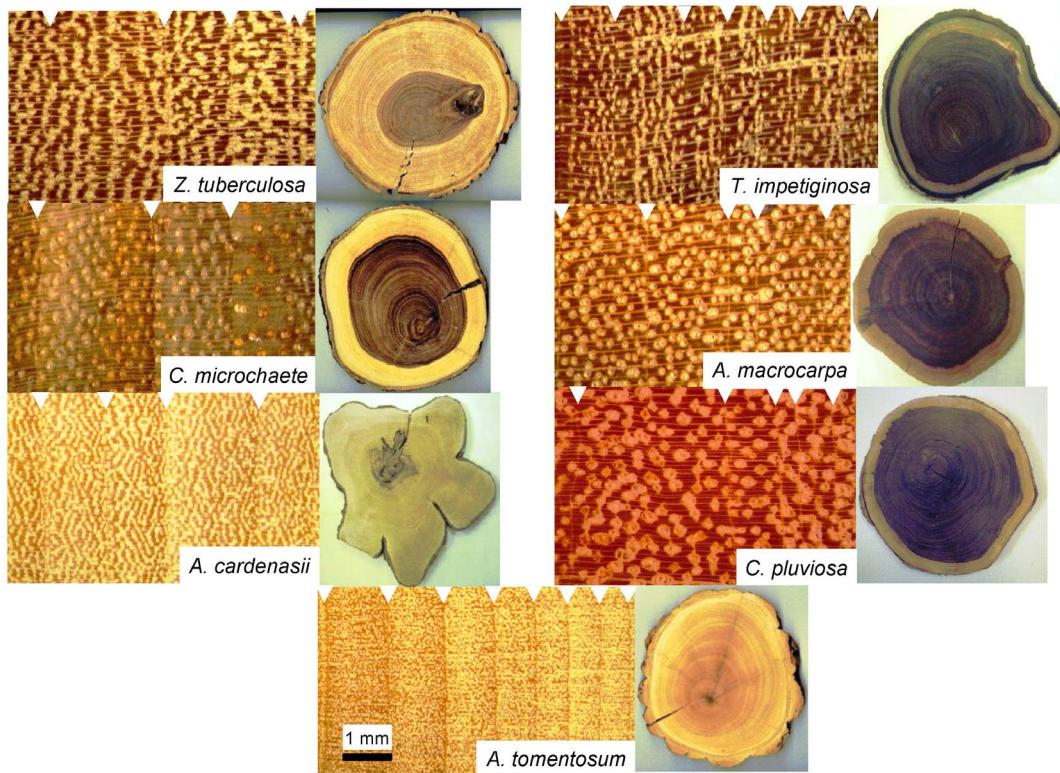 Z. tuberculosa
T. impetiginosa
C. microchaete
A. macrocarpa
A. cardenasii
C. pluviosa
1 mm
A. tomentosum